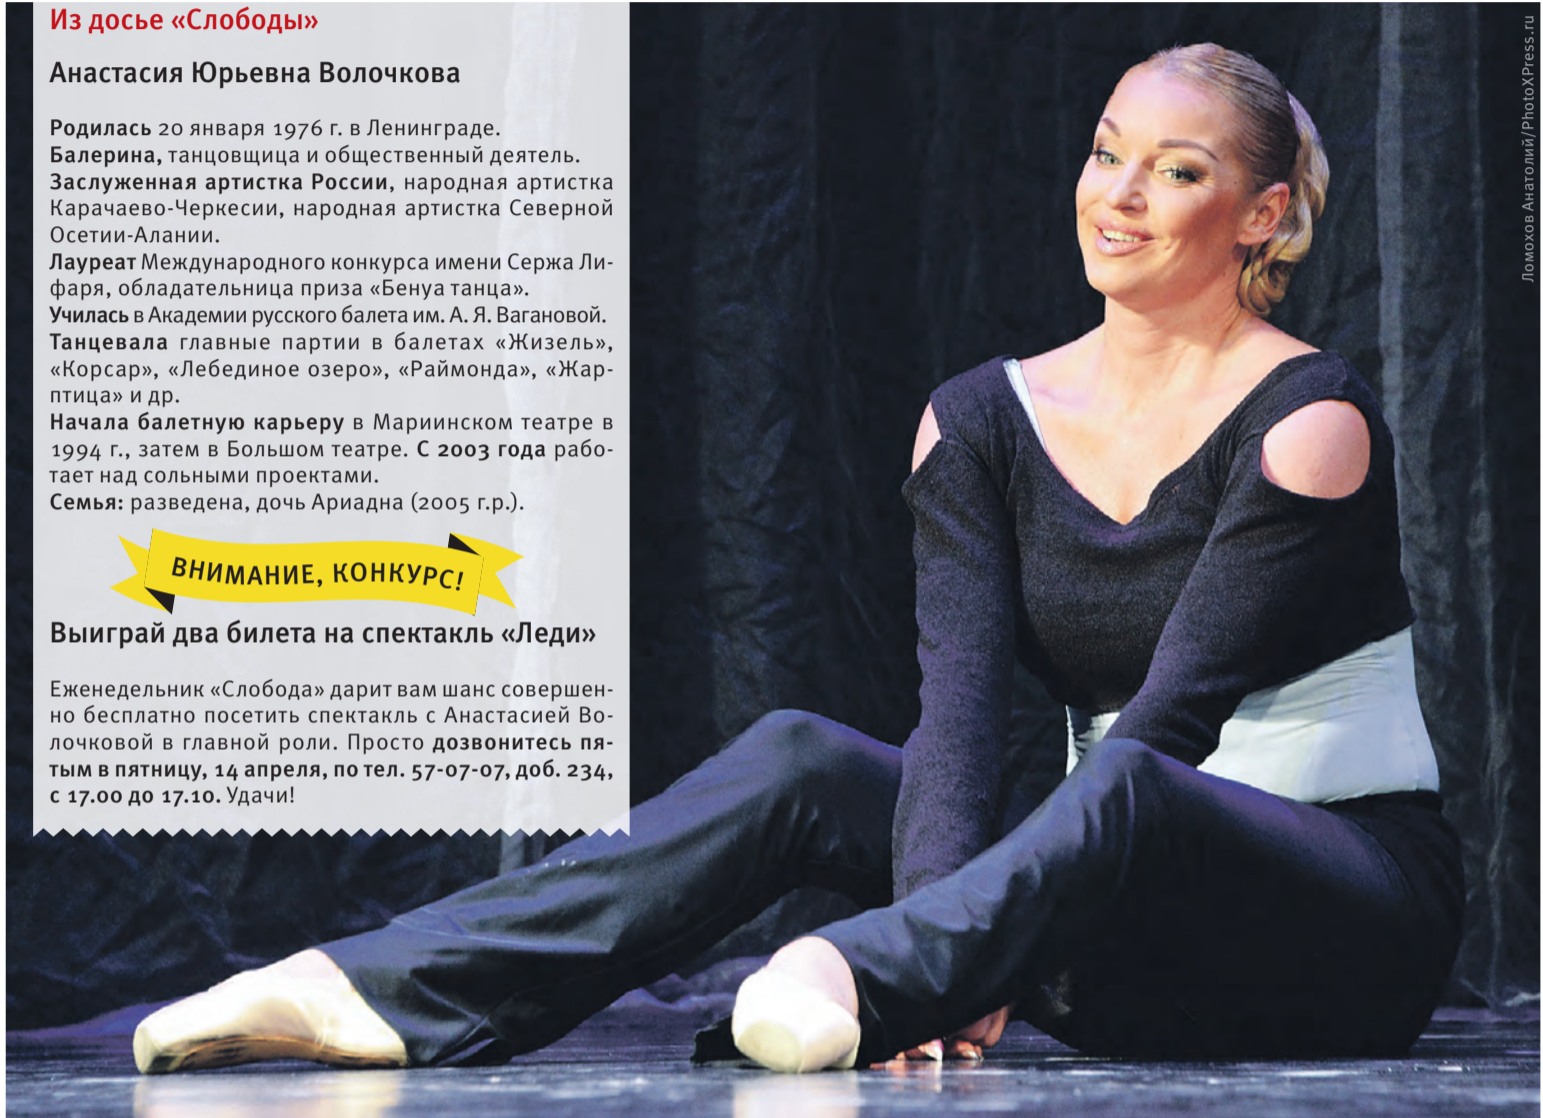 Из досье «Слободы»
Анастасия Юрьевна Волочкова
Родилась 20 января 1976 г. в Ленинграде.
Балерина, танцовщица и общественный деятель.
Заслуженная артистка России, народная артистка
Карачаево-Черкесии, народная артистка Северной
Осетии-Алании.
Лауреат Международного конкурса имени Сержа Ли-
фаря, обладательница приза «Бенуа танца».
Училась в Академии русского балета им. А. Я. Вагановой.
Танцевала главные партии в балетах «Жизель»,
«Корсар», «Лебединое озеро», «Раймонда», «Жар-
птица» и др.
Начала балетную карьеру в Мариинском театре в
1994 г., затем в Большом театре. С 2003 года рабо-
тает над сольными проектами.
Семья: разведена, дочь Ариадна (2005 г.р.).
ВНИМАНИЕ, КОНКУРС!
Выиграй два билета на спектакль «Леди»
Еженедельник «Слобода» дарит вам шанс совершен-
но бесплатно посетить спектакль с Анастасией Во-
лочковой в главной роли. Просто дозвонитесь пя-
тым в пятницу, 14 апреля, по тел. 57-07-07, доб. 234,
с 17.00 до 17.10. Удачи!
Ломохов Анатолий/PhotoXPress.ru